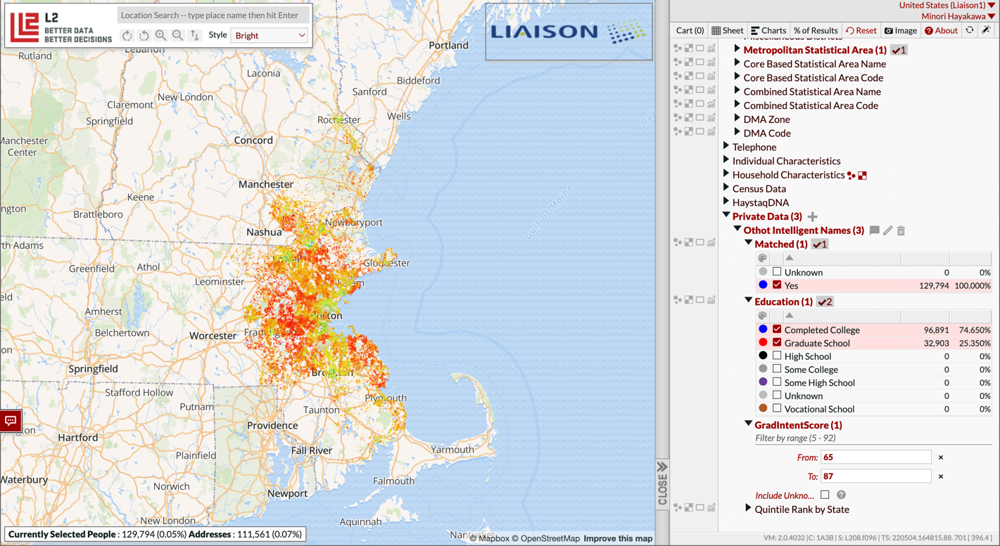 L2
BETTER DATA
BETTER DECISIONS
Location Search -- type place name then hit Enter
Style
Bright
LIAISON
Rutland
Lebanon
Laconia
Portland
Biddeford
Sanford
New London
Claremont
Springfield
Rochester
Wells
Manchester
Center
Concord
Manchester
Keene
Brattleboro
Newburyport
Nashua
th Adams
Gulf of Maine
Greenfield
Athol
Leominster
Lowell
Gloucester
Salem
Amherst
Belchertown
Boston
Worcester
Springfield
Brockton
Stafford Hollow
Putnam
Plymouth
Taunton
Providence
Hartford
Fall River
Yarmouth
Plainfield
Waterbury
Norwich
Falmouth
Newport
New London
Aquinnah
Nantucket
Currently Selected People : 129,794 (0.05%) Addresses : 111,561 (0.07%)
© Mapbox © OpenStreetMap Improve this map
CLOSE
United States (Liaison1)
Minori Hayakawa
Cart (0) Sheet Charts % of Results Reset Image About
Miscellaneous Districts
Metropolitan Statistical Area (1) 1
Core Based Statistical Area Name
Core Based Statistical Area Code
Combined Statistical Area Name
Combined Statistical Area Code
DMA Zone
DMA Code
Telephone
Individual Characteristics
Household Characteristics
Census Data
HaystaqDNA
Private Data (3)
Othot Intelligent Names (3)
Matched (1) 1
Unknown 0 0%
Yes 129,794 100.000%
Education (1) 2
Completed College 96,891 74.650%
Graduate School 32,903 25.350%
High School 0 0%
Some College 0 0%
Some High School 0 0%
Unknown 0 0%
Vocational School 0 0%
GradIntentScore (1)
Filter by range (5 - 92)
From: 65 ×
To: 87 ×
Include Unkno... ?
Quintile Rank by State
VM: 2.0.4032 |C: 1A3B | S: L208.f096 | TS: 220504.164815.88. 701 [ 396.4 ]